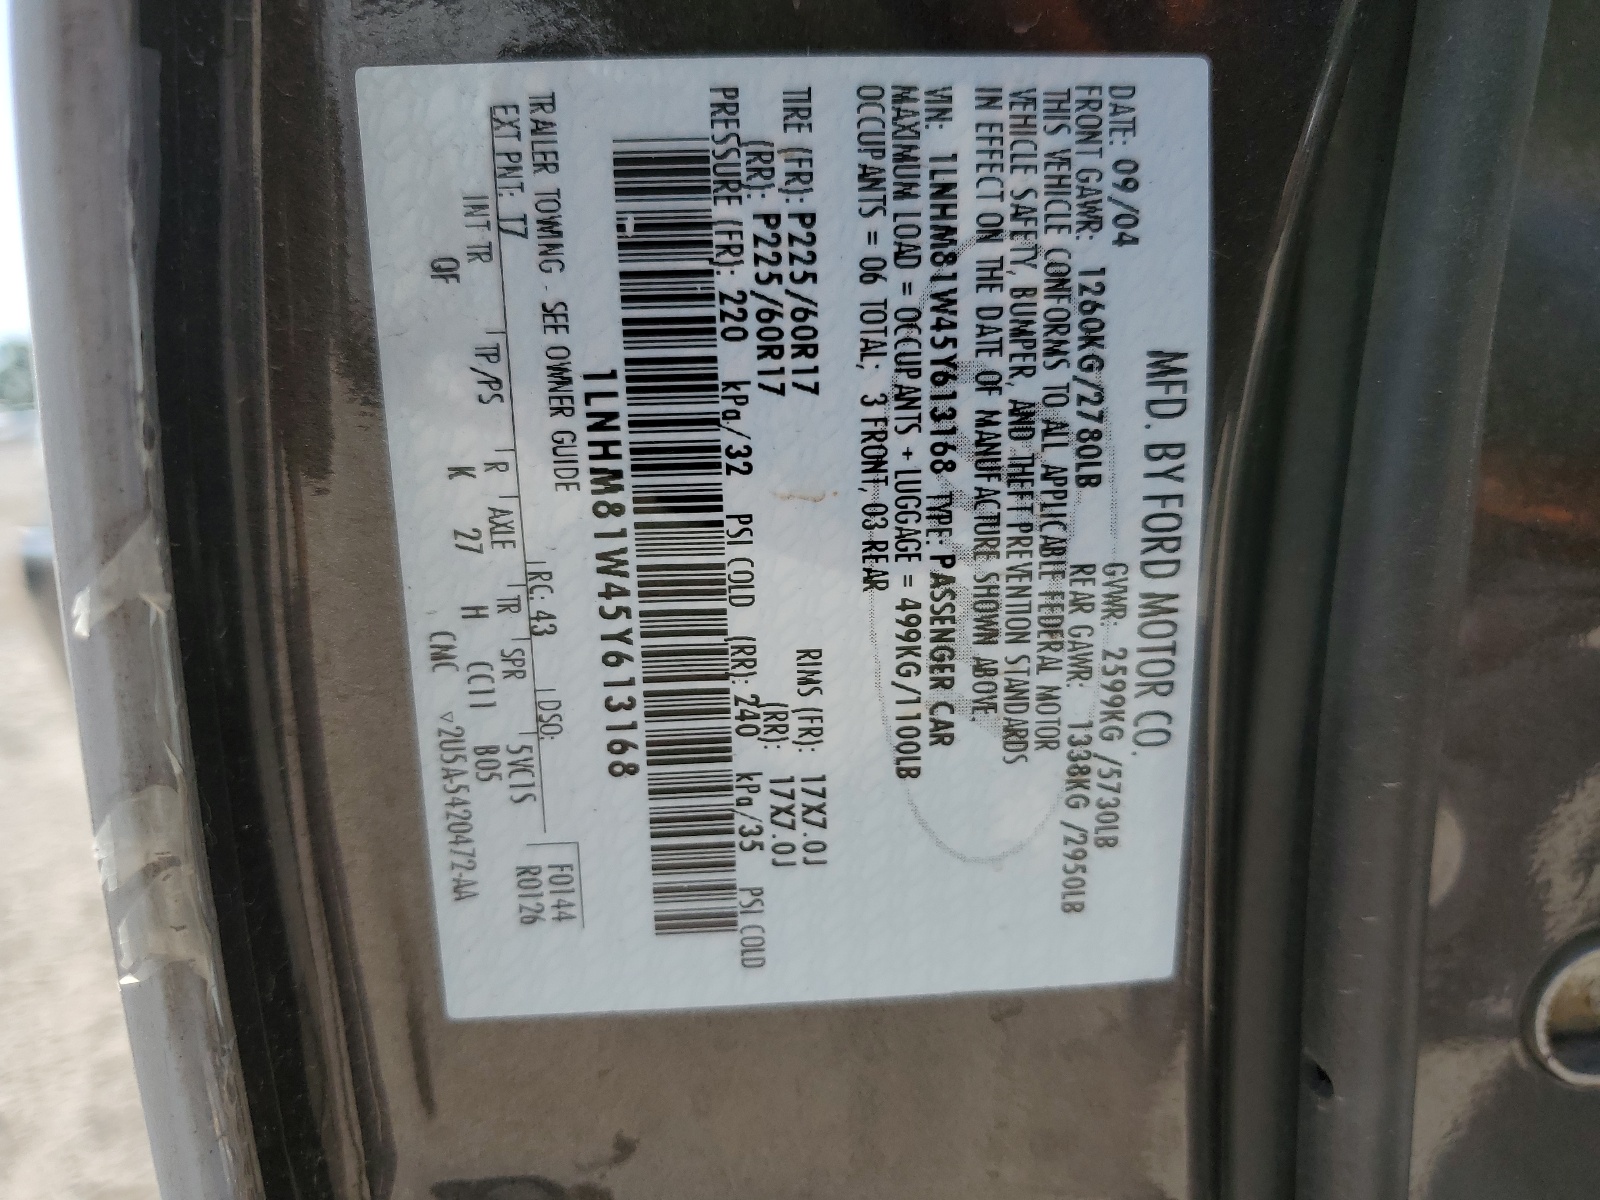 MFD. BY FORD MOTOR CO.
DATE: 09/04 GVWR: 2599KG /5730LB
FRONT GAWR: 1260KG/2780LB REAR GAWR: 1338KG /2950LB
THIS VEHICLE CONFORMS TO ALL APPLICABLE FEDERAL MOTOR
VEHICLE SAFETY, BUMPER, AND THEFT PREVENTION STANDARDS
IN EFFECT ON THE DATE OF MANUFACTURE SHOWN ABOVE.
VIN: 1LNHM81W45Y613168 TYPE: PASSENGER CAR
MAXIMUM LOAD = OCCUPANTS + LUGGAGE = 499KG/1100LB
OCCUPANTS = 06 TOTAL; 3 FRONT, 03 REAR
TIRE (FR): P225/60R17 RIMS (FR): 17X7.0J
(RR): P225/60R17 (RR): 17X7.0J
PRESSURE (FR): 220 kPa/32 PSI COLD (RR): 240 kPa/35 PSI COLD
1LNHM81W45Y613168
TRAILER TOWING - SEE OWNER GUIDE
RC: 43 DSO: F0144
EXT PNT: T7 R0126
INT TR TP/PS R AXLE TR SPR 5VC15
QF K 27 H CC11 B05
CMC ▽2U5A-5420472-AA